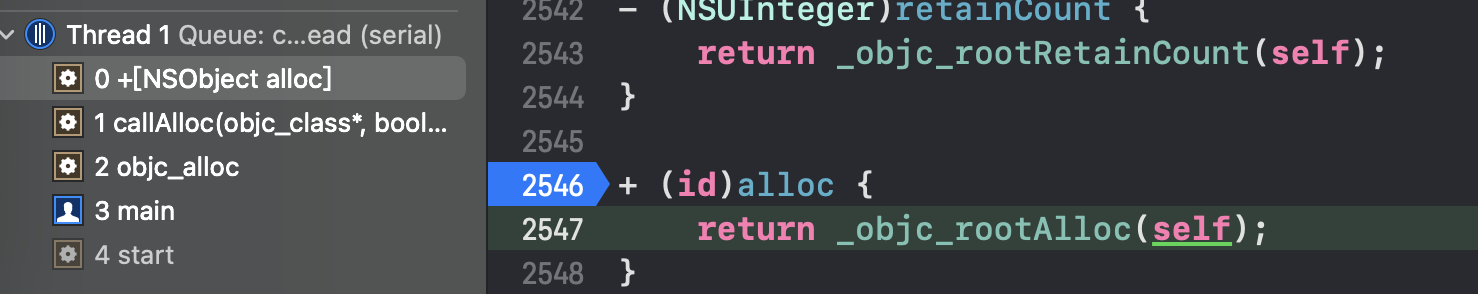 Thread 1 Queue: c...ead (serial)
0 +[NSObject alloc]
1 callAlloc(objc_class*, bool...
2 objc_alloc
3 main
4 start
2542 - (NSUInteger)retainCount {
2543 return _objc_rootRetainCount(self);
2544 }
2545
2546 + (id)alloc {
2547 return _objc_rootAlloc(self);
2548 }